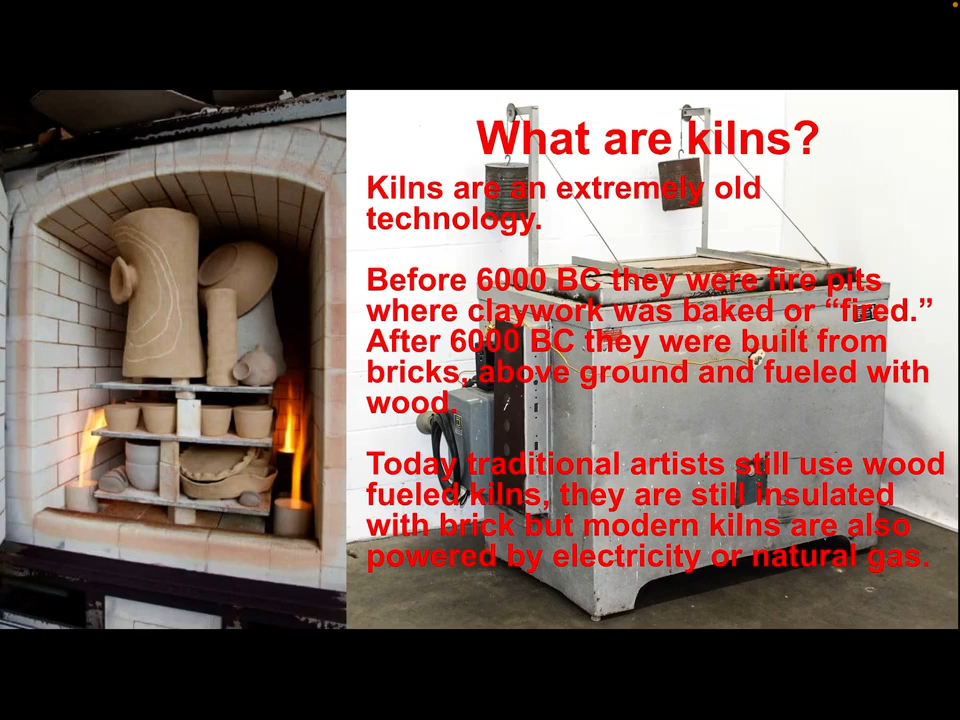 What are kilns?
Kilns are an extremely old
technology.
Before 6000 BC they were fire pits
where claywork was baked or “fired.”
After 6000 BC they were built from
bricks, above ground and fueled with
wood.
Today traditional artists still use wood
fueled kilns, they are still insulated
with brick but modern kilns are also
powered by electricity or natural gas.